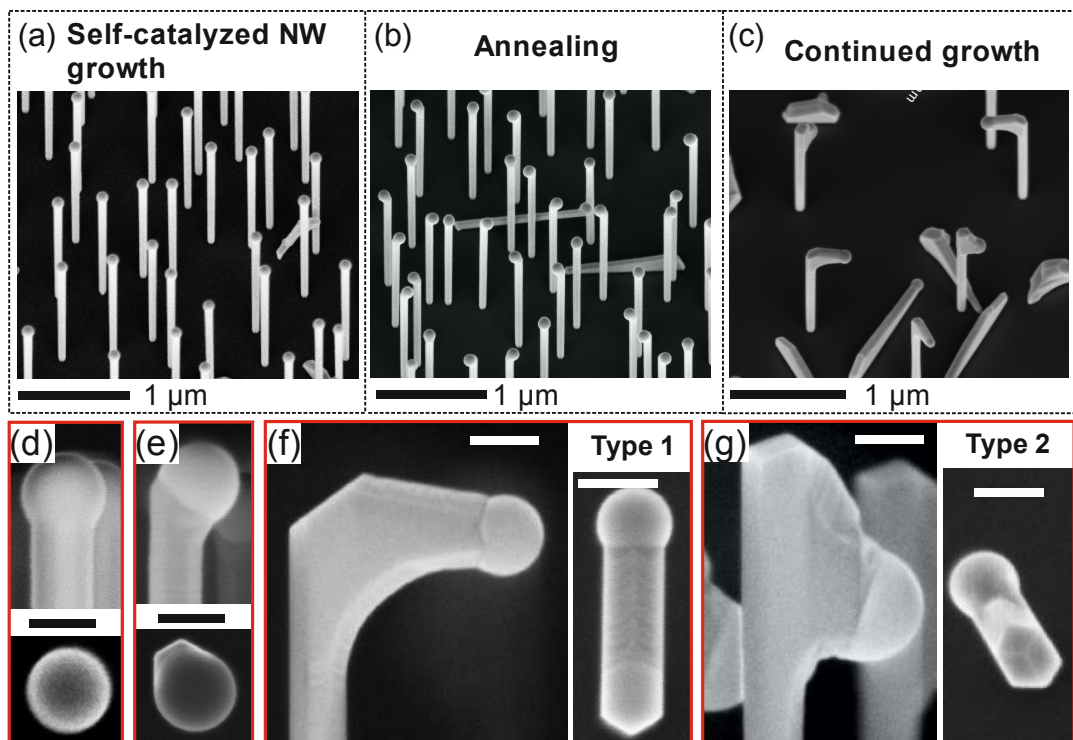 (a) Self-catalyzed NW
growth
(b) Annealing
(c) Continued growth
1 µm
1 µm
1 µm
(d)
(e)
(f)
Type 1
(g)
Type 2